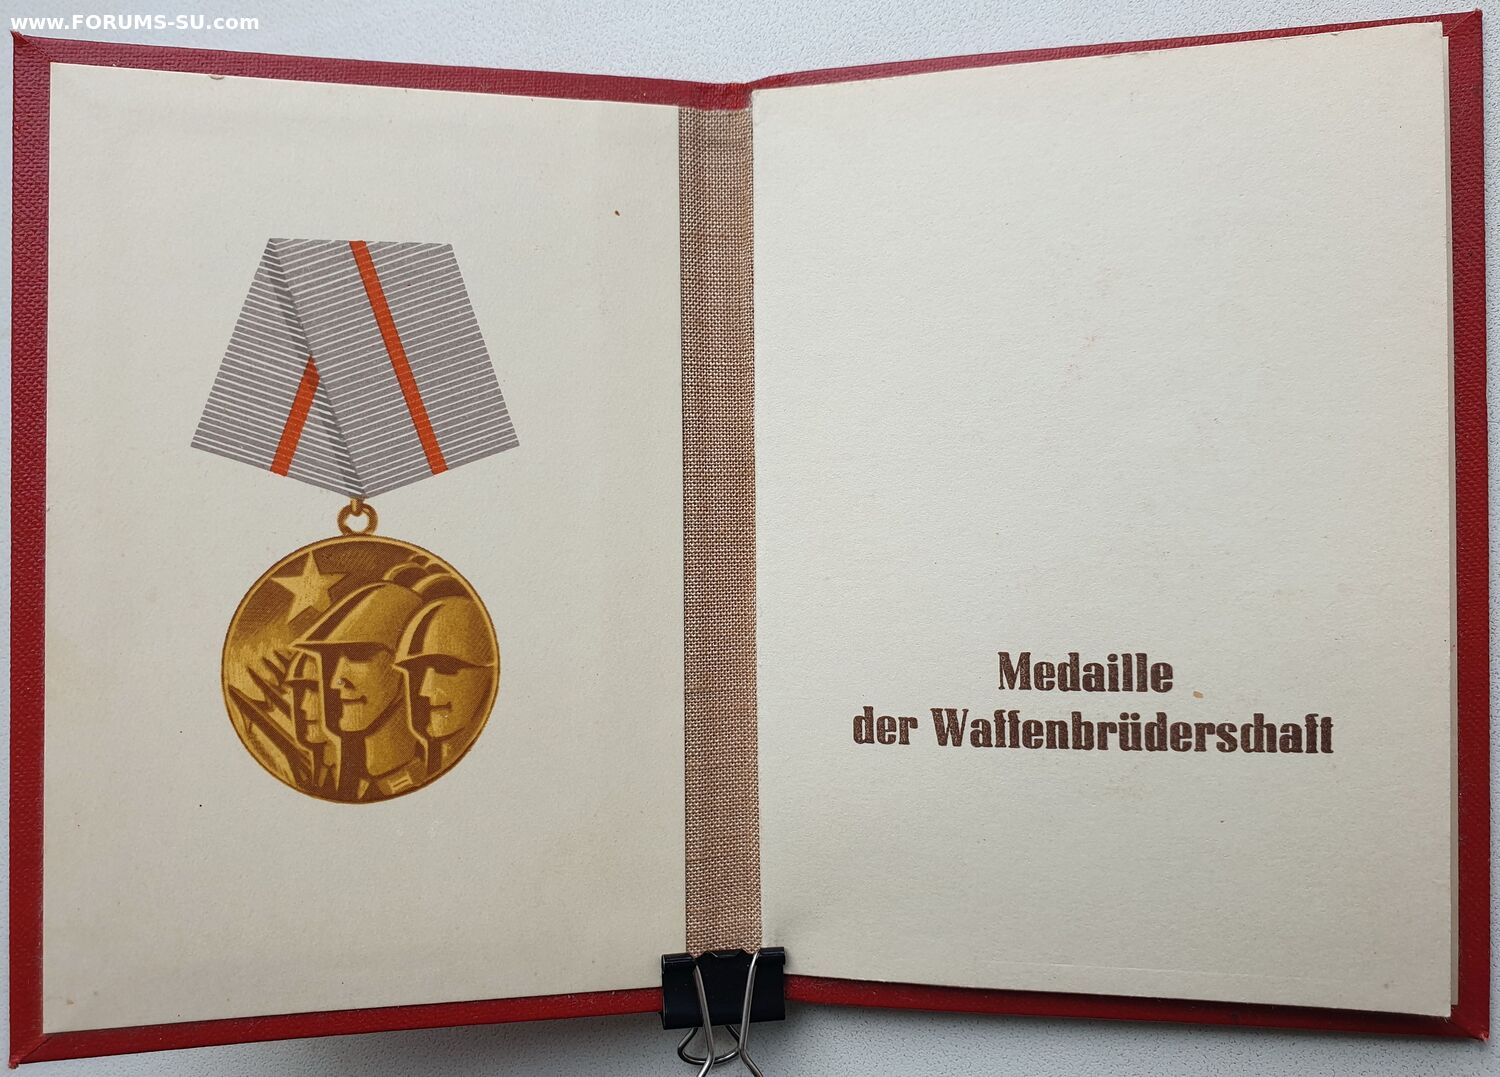 www.FORUMS-SU.com
Medaille
der Waffenbrüderschaft